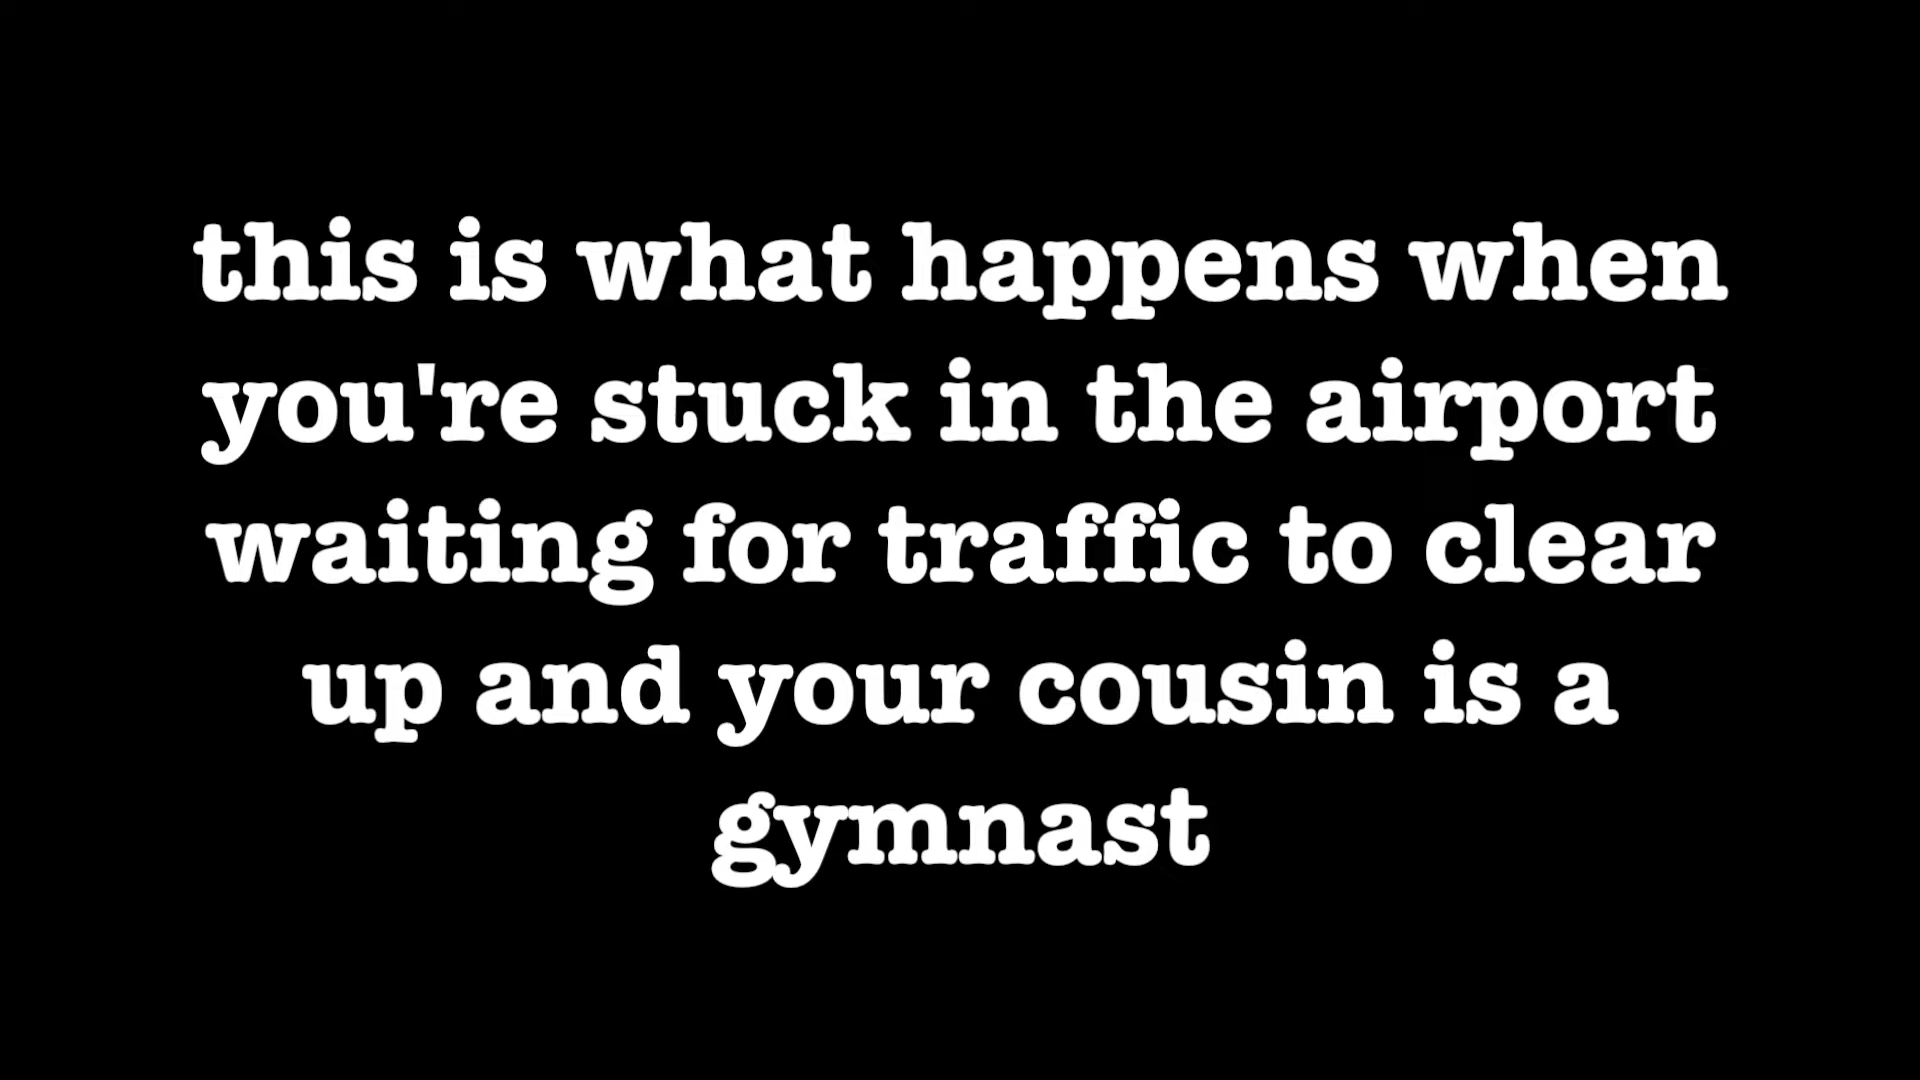 this is what happens when
you're stuck in the airport
waiting for traffic to clear
up and your cousin is a
gymnast